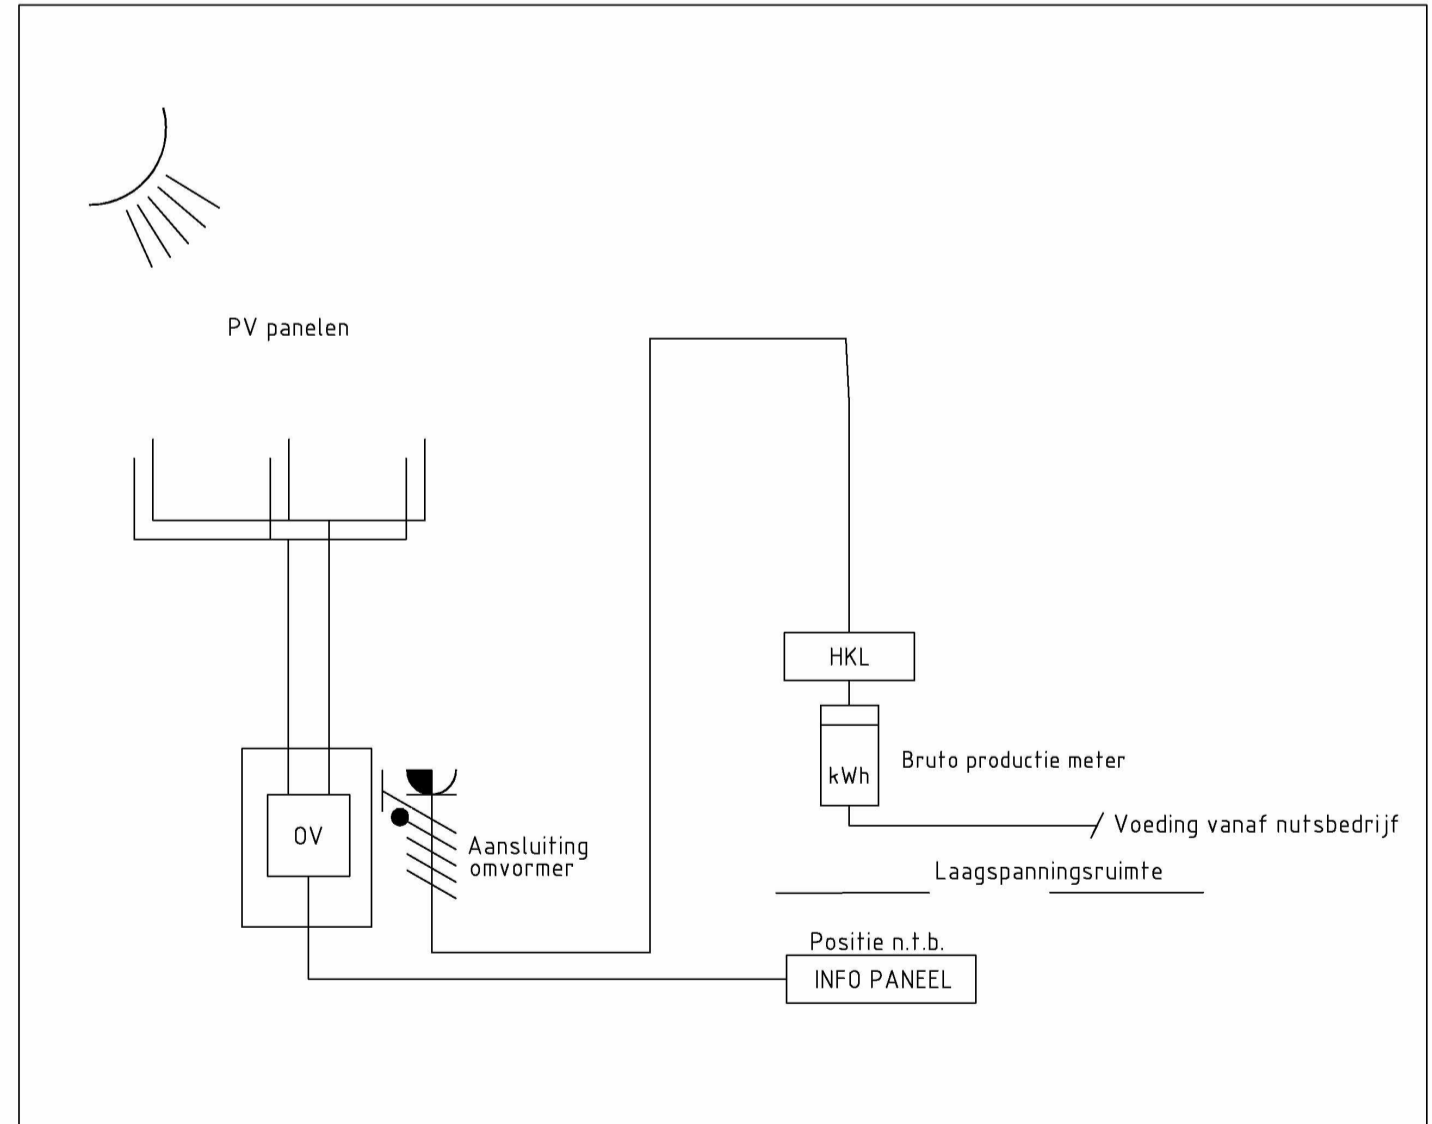 PV panelen
HKL
kWh
Bruto productie meter
Voeding vanaf nutsbedrijf
OV
Aansluiting
omvormer
Laagspanningsruimte
Positie n.t.b.
INFO PANEEL